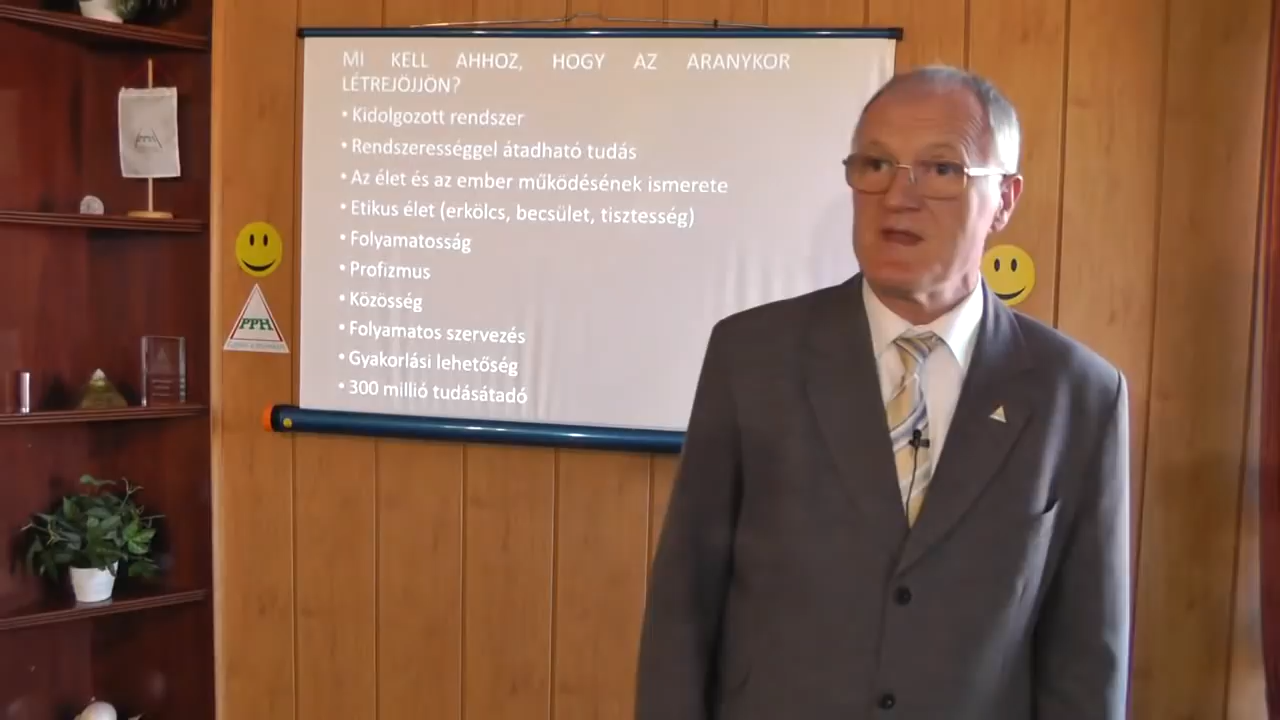 MI KELL AHHOZ, HOGY AZ ARANYKOR
LÉTREJÖJJÖN?
• Kidolgozott rendszer
• Rendszerességgel átadható tudás
• Az élet és az ember működésének ismerete
• Etikus élet (erkölcs, becsület, tisztesség)
• Folyamatosság
• Profizmus
• Közösség
• Folyamatos szervezés
• Gyakorlási lehetőség
• 300 millió tudásátadó
PPH